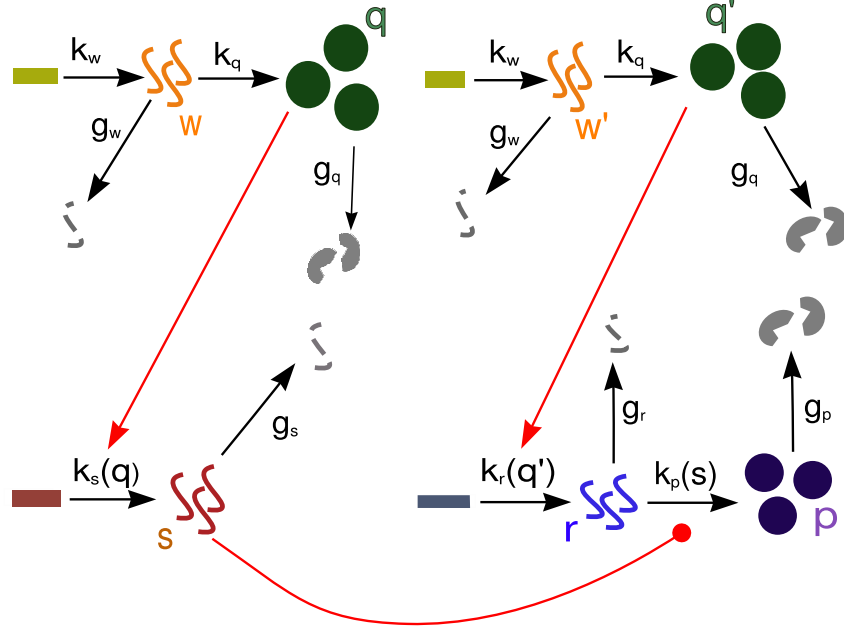 q
q'
k_w
k_q
k_w
k_q
w
w'
g_w
g_q
g_w
g_q
g_s
g_r
g_p
k_s(q)
k_r(q')
k_p(s)
s
r
p